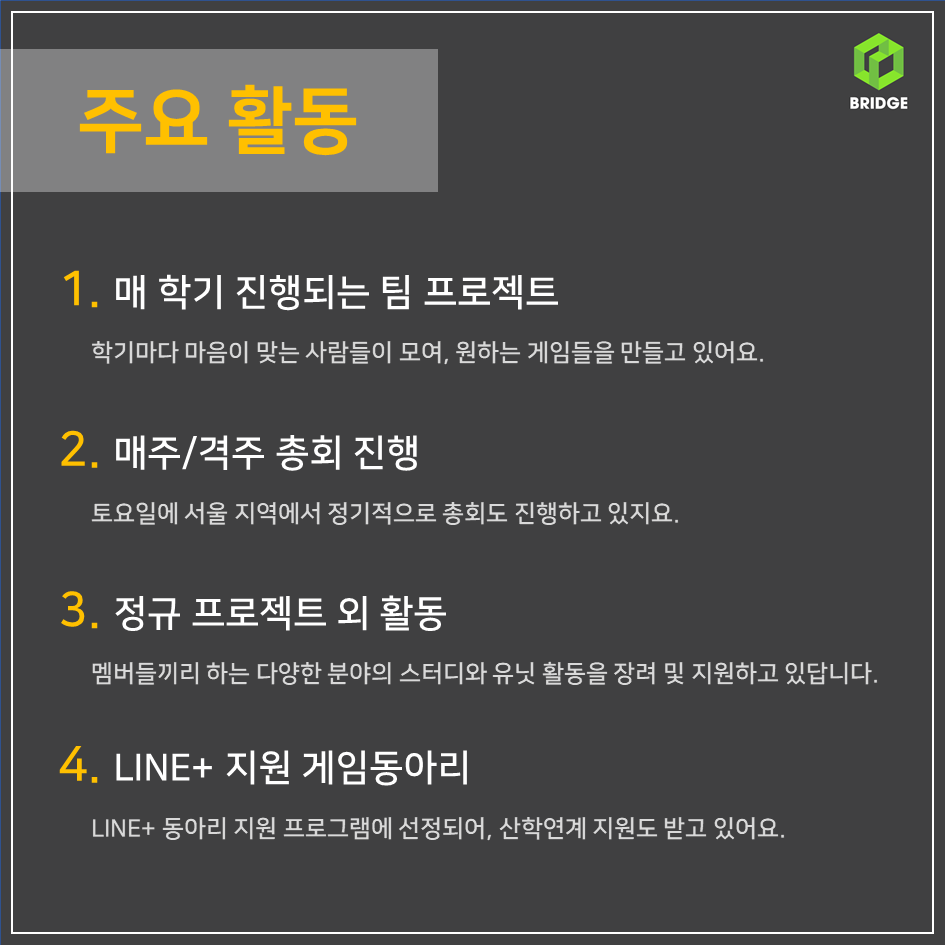 주요 활동
BRIDGE
1. 매 학기 진행되는 팀 프로젝트
학기마다 마음이 맞는 사람들이 모여, 원하는 게임들을 만들고 있어요.
2. 매주/격주 총회 진행
토요일에 서울 지역에서 정기적으로 총회도 진행하고 있지요.
3. 정규 프로젝트 외 활동
멤버들끼리 하는 다양한 분야의 스터디와 유닛 활동을 장려 및 지원하고 있답니다.
4. LINE+ 지원 게임동아리
LINE+ 동아리 지원 프로그램에 선정되어, 산학연계 지원도 받고 있어요.